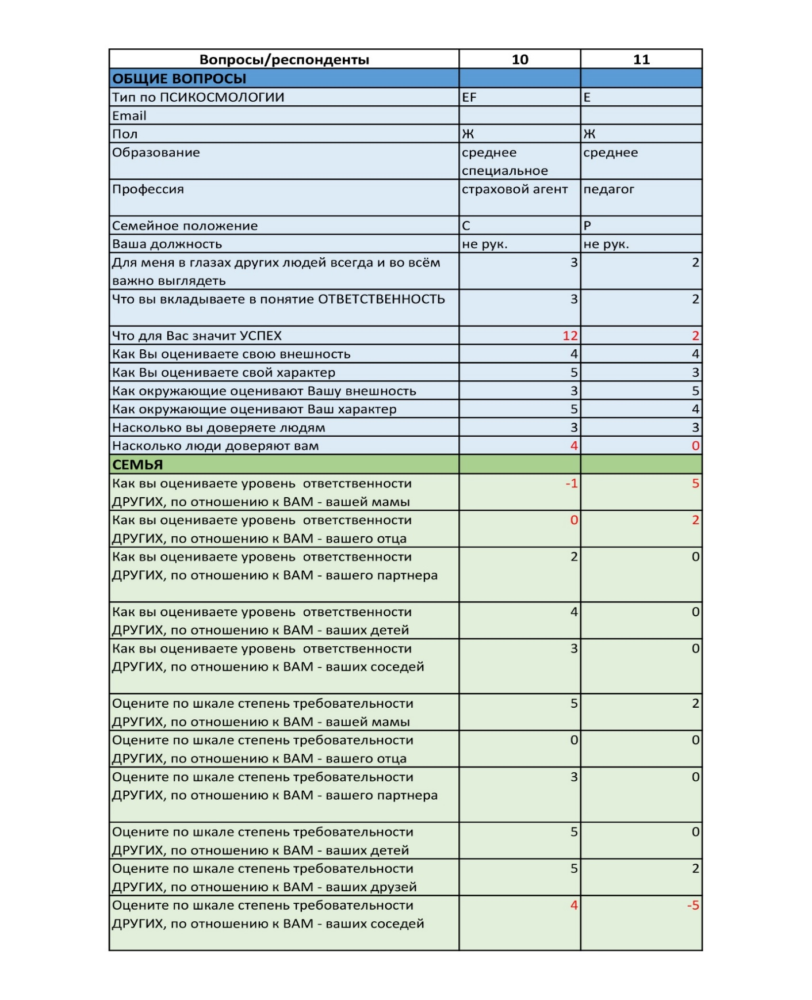 Вопросы/респонденты 10 11
ОБЩИЕ ВОПРОСЫ
Тип по ПСИКОСМОЛОГИИ EF E
Email
Пол Ж Ж
Образование среднее среднее
специальное
Профессия страховой агент педагог
Семейное положение С Р
Ваша должность не рук. не рук.
Для меня в глазах других людей всегда и во всём 3 2
важно выглядеть
Что вы вкладываете в понятие ОТВЕТСТВЕННОСТЬ 3 2
Что для Вас значит УСПЕХ 12 2
Как Вы оцениваете свою внешность 4 4
Как Вы оцениваете свой характер 5 3
Как окружающие оценивают Вашу внешность 3 5
Как окружающие оценивают Ваш характер 5 4
Насколько вы доверяете людям 3 3
Насколько люди доверяют вам 4 0
СЕМЬЯ
Как вы оцениваете уровень  ответственности -1 5
ДРУГИХ, по отношению к ВАМ - вашей мамы
Как вы оцениваете уровень  ответственности 0 2
ДРУГИХ, по отношению к ВАМ - вашего отца
Как вы оцениваете уровень  ответственности 2 0
ДРУГИХ, по отношению к ВАМ - вашего партнера
Как вы оцениваете уровень  ответственности 4 0
ДРУГИХ, по отношению к ВАМ - ваших детей
Как вы оцениваете уровень  ответственности 3 0
ДРУГИХ, по отношению к ВАМ - ваших соседей
Оцените по шкале степень требовательности 5 2
ДРУГИХ, по отношению к ВАМ - вашей мамы
Оцените по шкале степень требовательности 0 0
ДРУГИХ, по отношению к ВАМ - вашего отца
Оцените по шкале степень требовательности 3 0
ДРУГИХ, по отношению к ВАМ - вашего партнера
Оцените по шкале степень требовательности 5 0
ДРУГИХ, по отношению к ВАМ - ваших детей
Оцените по шкале степень требовательности 5 2
ДРУГИХ, по отношению к ВАМ - ваших друзей
Оцените по шкале степень требовательности 4 -5
ДРУГИХ, по отношению к ВАМ - ваших соседей